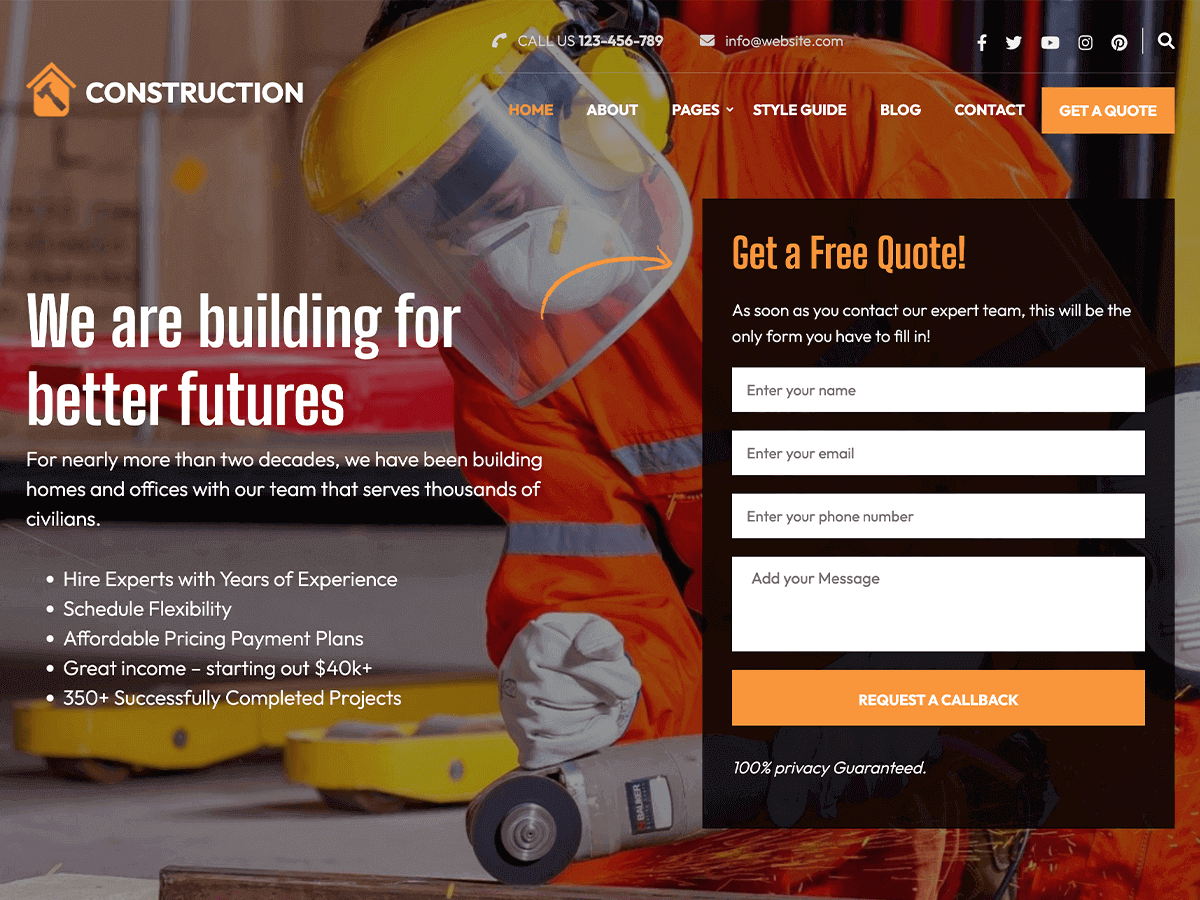 CALL US 123-456-789
info@website.com
CONSTRUCTION
HOME ABOUT PAGES STYLE GUIDE BLOG CONTACT GET A QUOTE
We are building for
better futures
For nearly more than two decades, we have been building
homes and offices with our team that serves thousands of
civilians.
• Hire Experts with Years of Experience
• Schedule Flexibility
• Affordable Pricing Payment Plans
• Great income – starting out $40k+
• 350+ Successfully Completed Projects
Get a Free Quote!
As soon as you contact our expert team, this will be the
only form you have to fill in!
Enter your name
Enter your email
Enter your phone number
Add your Message
REQUEST A CALLBACK
100% privacy Guaranteed.